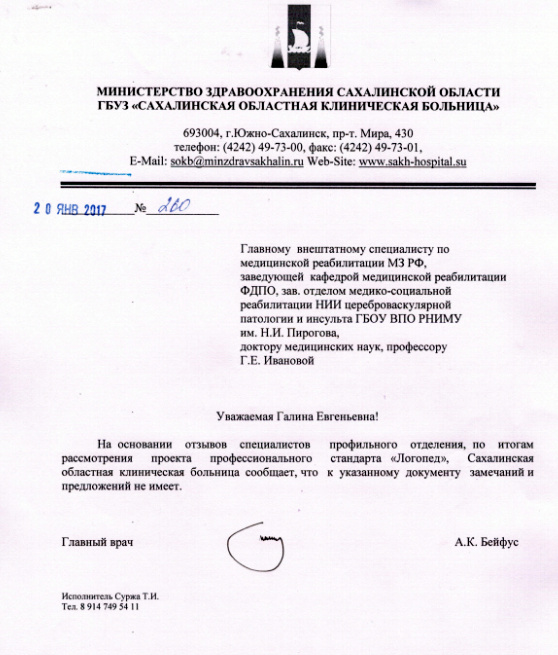 МИНИСТЕРСТВО ЗДРАВООХРАНЕНИЯ САХАЛИНСКОЙ ОБЛАСТИ
ГБУЗ «САХАЛИНСКАЯ ОБЛАСТНАЯ КЛИНИЧЕСКАЯ БОЛЬНИЦА»
693004, г.Южно-Сахалинск, пр-т. Мира, 430
телефон: (4242) 49-73-00, факс: (4242) 49-73-01,
E-Mail: sokb@minzdravsakhalin.ru Web-Site: www.sakh-hospital.su
20 ЯНВ 2017 № 260
Главному внештатному специалисту по
медицинской реабилитации МЗ РФ,
заведующей кафедрой медицинской реабилитации
ФДПО, зав. отделом медико-социальной
реабилитации НИИ цереброваскулярной
патологии и инсульта ГБОУ ВПО РНИМУ
им. Н.И. Пирогова,
доктору медицинских наук, профессору
Г.Е. Ивановой
Уважаемая Галина Евгеньевна!
На основании отзывов специалистов профильного отделения, по итогам
рассмотрения проекта профессионального стандарта «Логопед», Сахалинская
областная клиническая больница сообщает, что к указанному документу замечаний и
предложений не имеет.
Главный врач А.К. Бейфус
Исполнитель Суржа Т.И.
Тел. 8 914 749 54 11